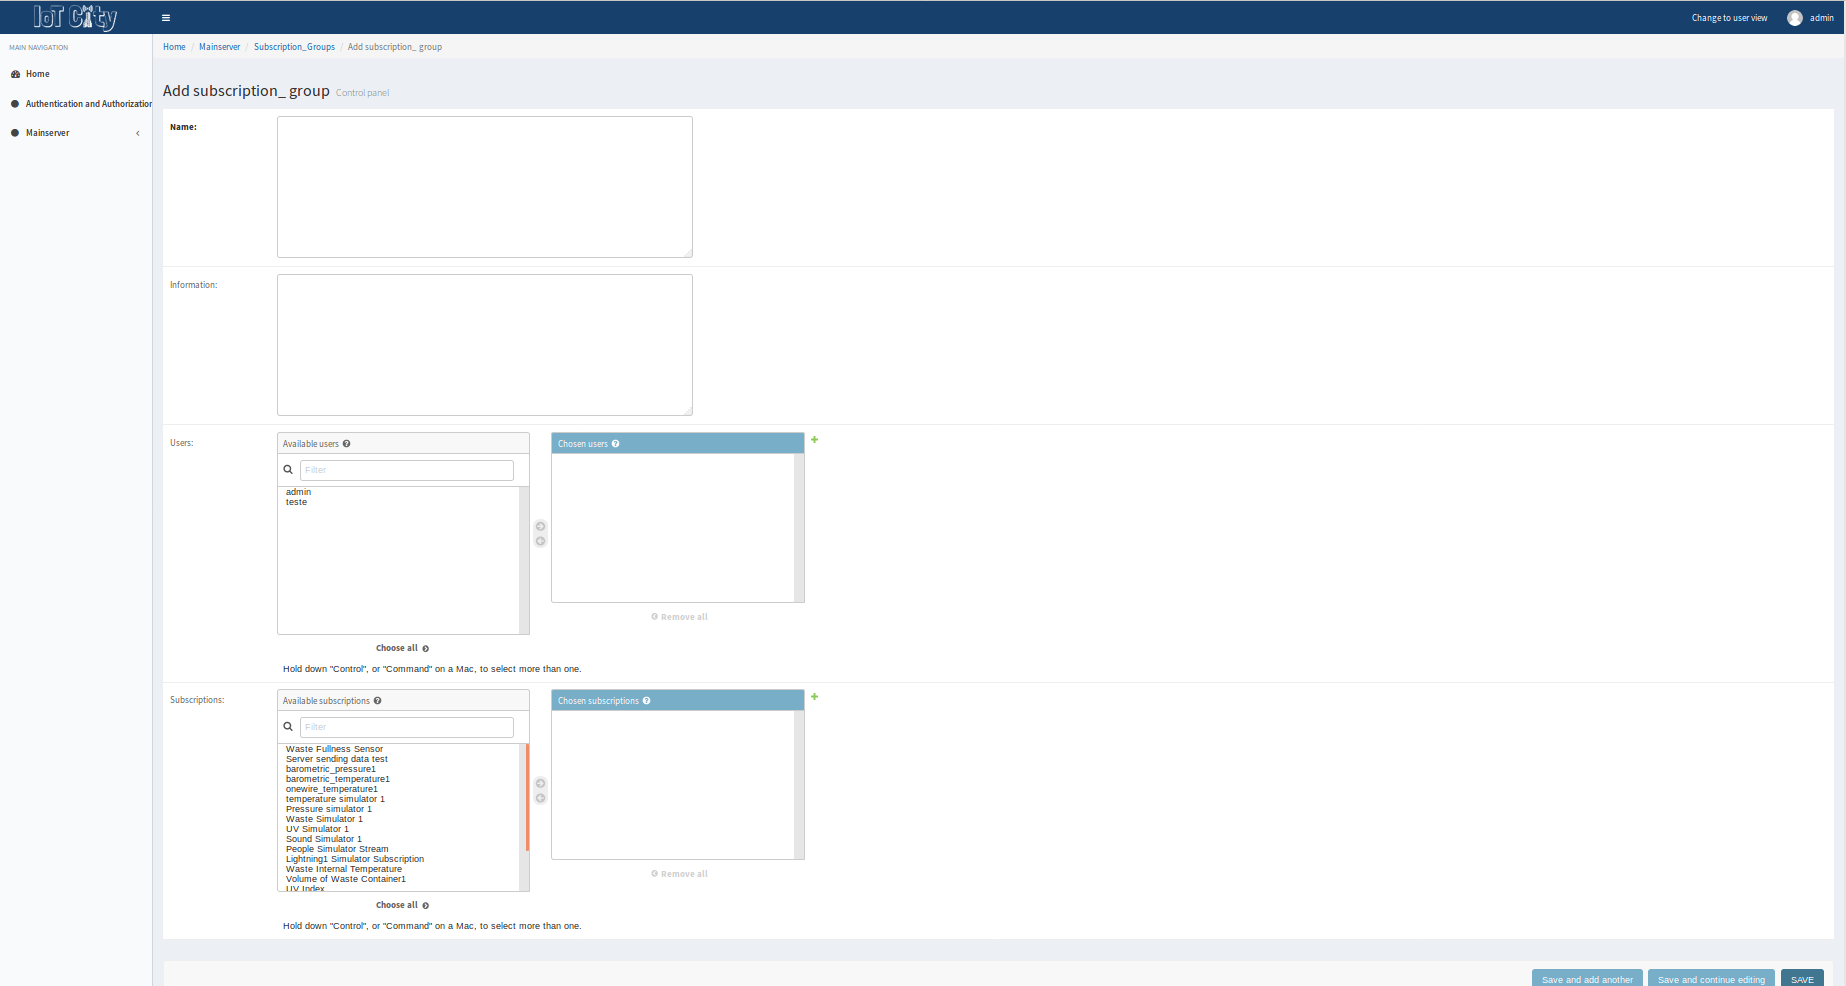 IoT City
Change to user view
admin
MAIN NAVIGATION
Home
Authentication and Authorization
Mainserver
Home / Mainserver / Subscription_Groups / Add subscription_ group
Add subscription_ group Control panel
Name:
Information:
Users:
Available users
Filter
admin
teste
Choose all
Chosen users
Remove all
Hold down "Control", or "Command" on a Mac, to select more than one.
Subscriptions:
Available subscriptions
Filter
Waste Fullness Sensor
Server sending data test
barometric_pressure1
barometric_temperature1
onewire_temperature1
temperature simulator 1
Pressure simulator 1
Waste Simulator 1
UV Simulator 1
Sound Simulator 1
People Simulator Stream
Lightning1 Simulator Subscription
Waste Internal Temperature
Volume of Waste Container1
UV Index
Choose all
Chosen subscriptions
Remove all
Hold down "Control", or "Command" on a Mac, to select more than one.
Save and add another
Save and continue editing
SAVE